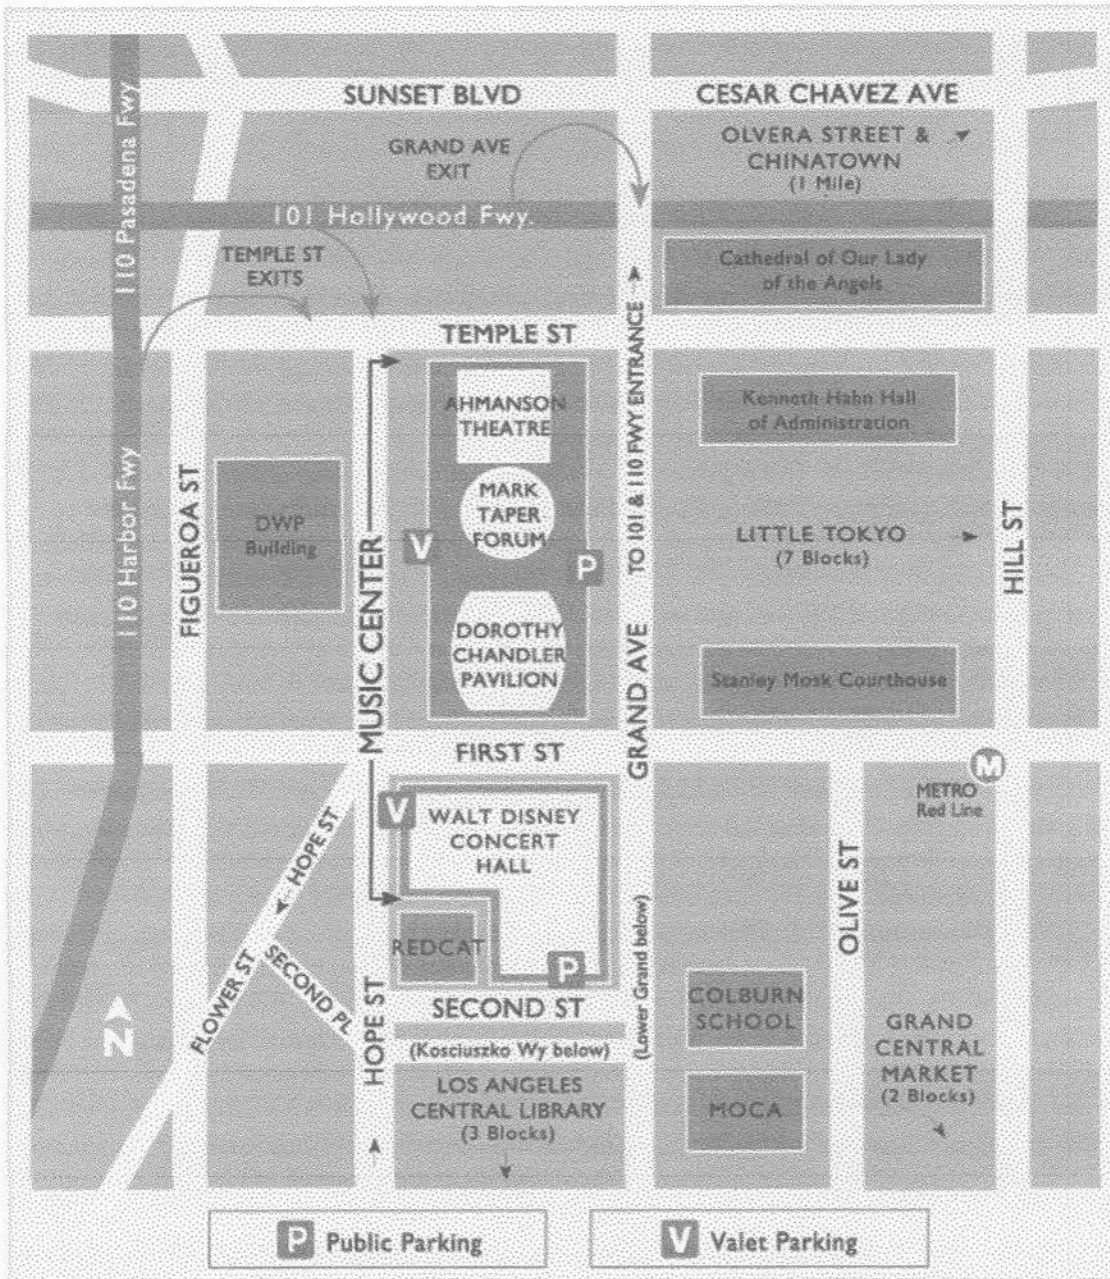 SUNSET BLVD
CESAR CHAVEZ AVE
110 Pasadena Fwy
GRAND AVE
EXIT
OLVERA STREET &
CHINATOWN
(1 Mile)
101 Hollywood Fwy.
TEMPLE ST
EXITS
Cathedral of Our Lady
of the Angels
TEMPLE ST
TO 101 & 110 FWY ENTRANCE
AHMANSON
THEATRE
Kenneth Hahn Hall
of Administration
110 Harbor Fwy
FIGUEROA ST
DWP
Building
MUSIC CENTER
MARK
TAPER
FORUM
V
P
LITTLE TOKYO
(7 Blocks)
HILL ST
DOROTHY
CHANDLER
PAVILION
GRAND AVE
Stanley Mosk Courthouse
FIRST ST
M
METRO
Red Line
V
WALT DISNEY
CONCERT
HALL
HOPE ST
OLIVE ST
REDCAT
P
(Lower Grand below)
FLOWER ST
SECOND PL
HOPE ST
SECOND ST
(Kosciuszko Wy below)
COLBURN
SCHOOL
GRAND
CENTRAL
MARKET
(2 Blocks)
N
LOS ANGELES
CENTRAL LIBRARY
(3 Blocks)
MOCA
P Public Parking
V Valet Parking